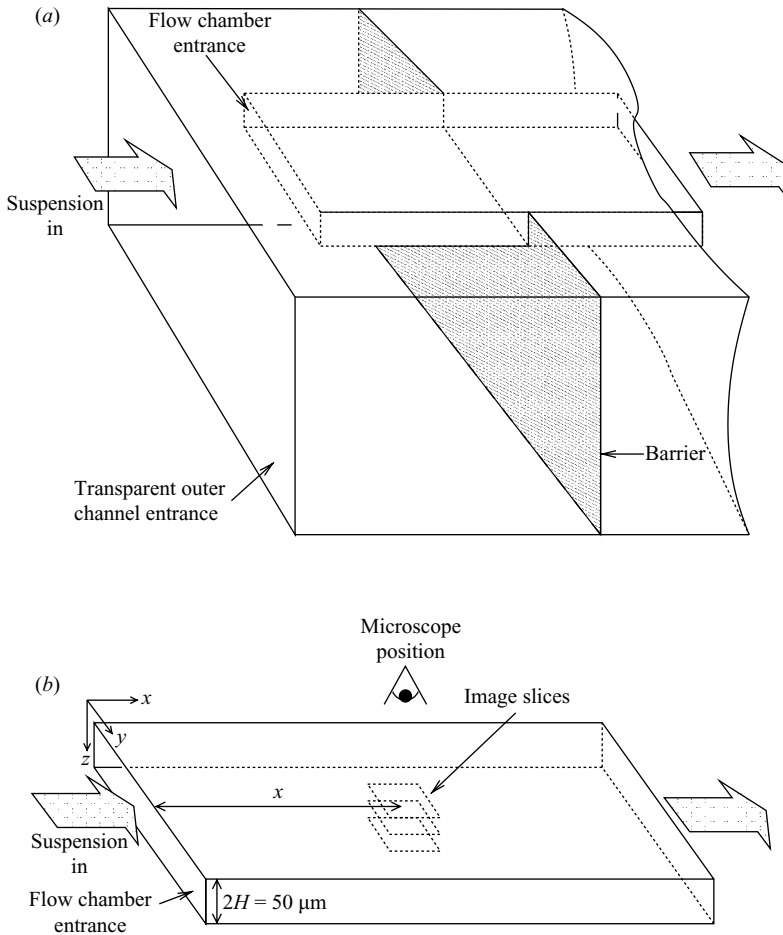 (a)
Flow chamber
entrance
Suspension
in
Barrier
Transparent outer
channel entrance
Microscope
position
(b)
Image slices
x
y
z
x
Suspension
in
Flow chamber
entrance
2H = 50 μm